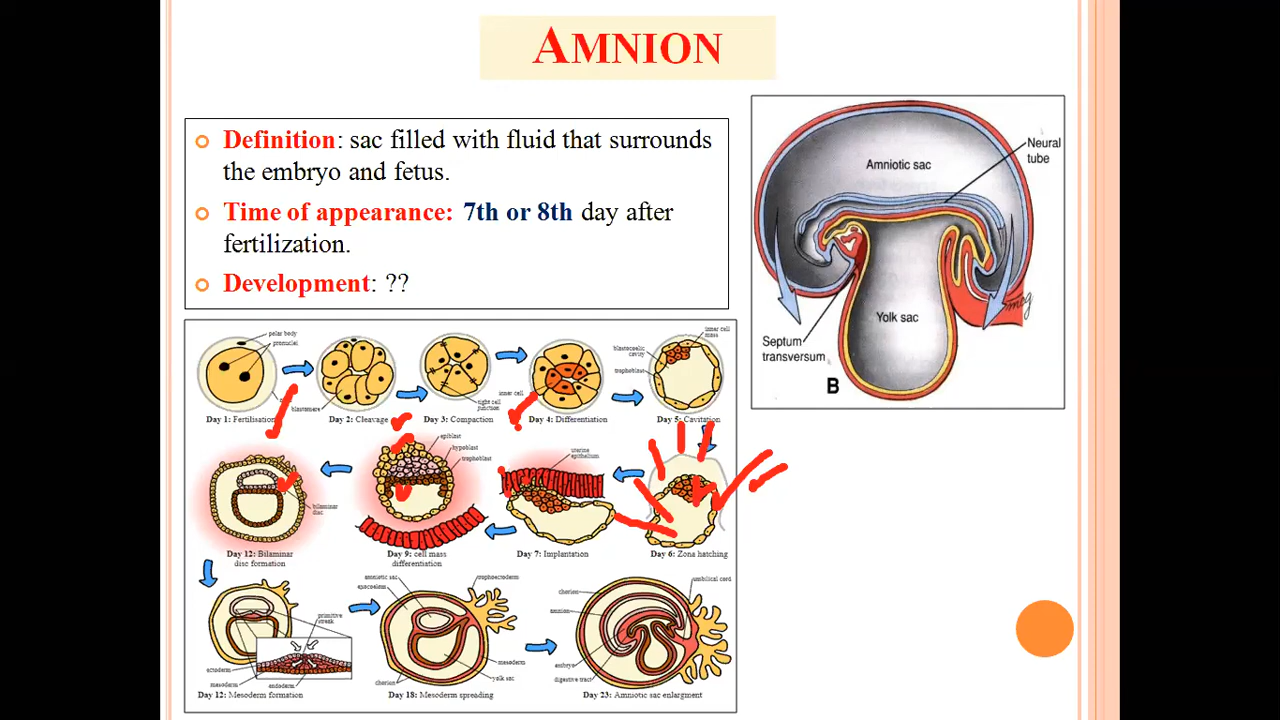 AMNION
Definition: sac filled with fluid that surrounds
the embryo and fetus.
Time of appearance: 7th or 8th day after
fertilization.
Development: ??
Amniotic sac
Neural
tube
Yolk sac
Septum
transversum
B
polar body
pronuclei
blastomere
tight cell
junction
inner cell
inner cell
mass
blastocoelic
cavity
trophoblast
Day 1: Fertilisation
Day 2: Cleavage
Day 3: Compaction
Day 4: Differentiation
Day 5: Cavitation
epiblast
hypoblast
trophoblast
uterine
epithelium
bilaminar
disc
Day 12: Bilaminar
disc formation
Day 9: cell mass
differentiation
Day 7: Implantation
Day 6: Zona hatching
primitive
streak
ectoderm
mesoderm
endoderm
amniotic sac
exocoelom
trophoectoderm
mesoderm
yolk sac
chorion
umbilical cord
chorion
amnion
embryo
digestive tract
Day 12: Mesoderm formation
Day 18: Mesoderm spreading
Day 23: Amniotic sac enlargment